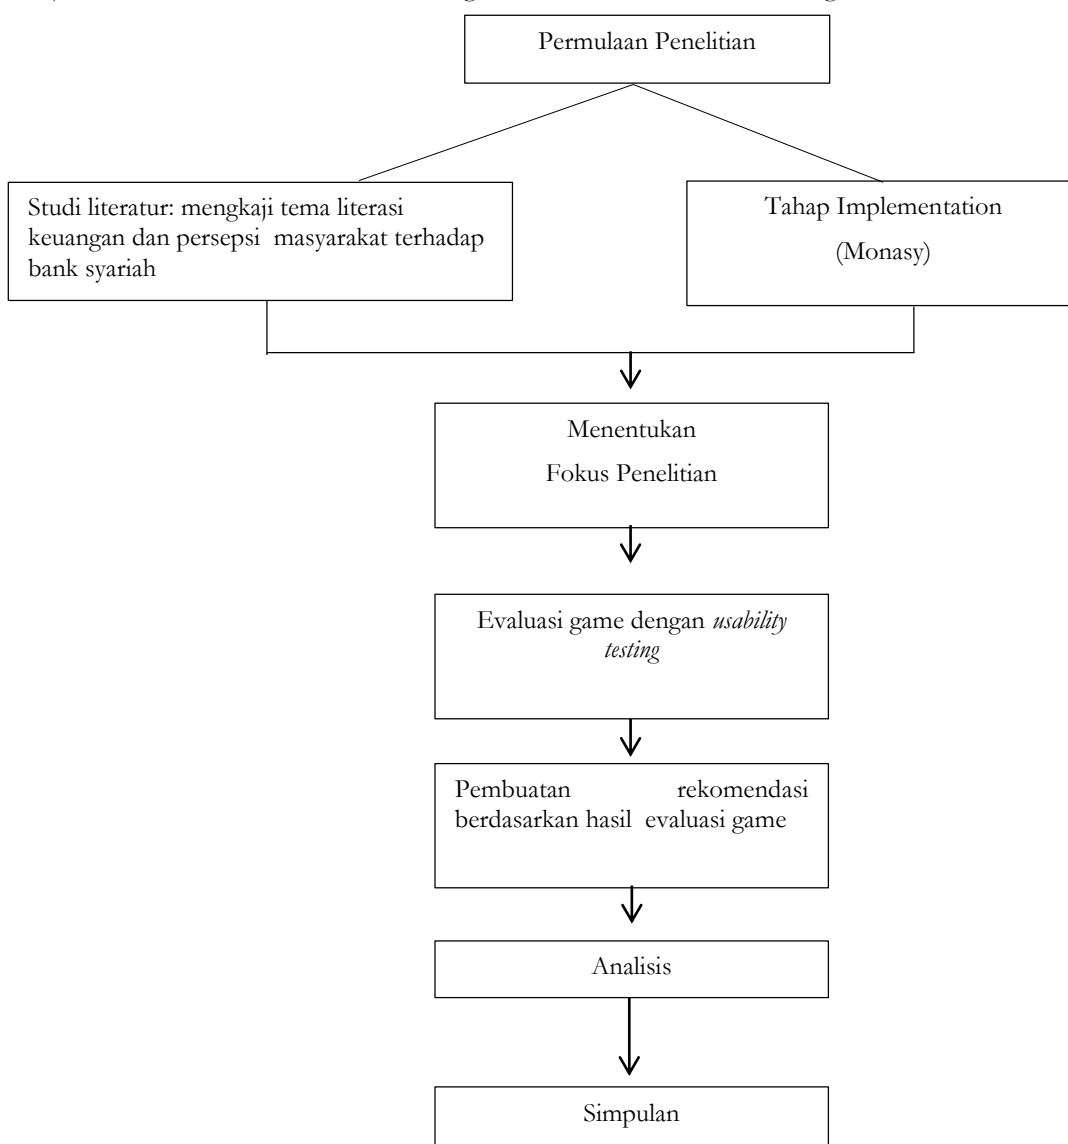 Permulaan Penelitian
Studi literatur: mengkaji tema literasi
keuangan dan persepsi masyarakat terhadap
bank syariah
Tahap Implementation
(Monasy)
Menentukan
Fokus Penelitian
Evaluasi game dengan usability
testing
Pembuatan rekomendasi
berdasarkan hasil evaluasi game
Analisis
Simpulan